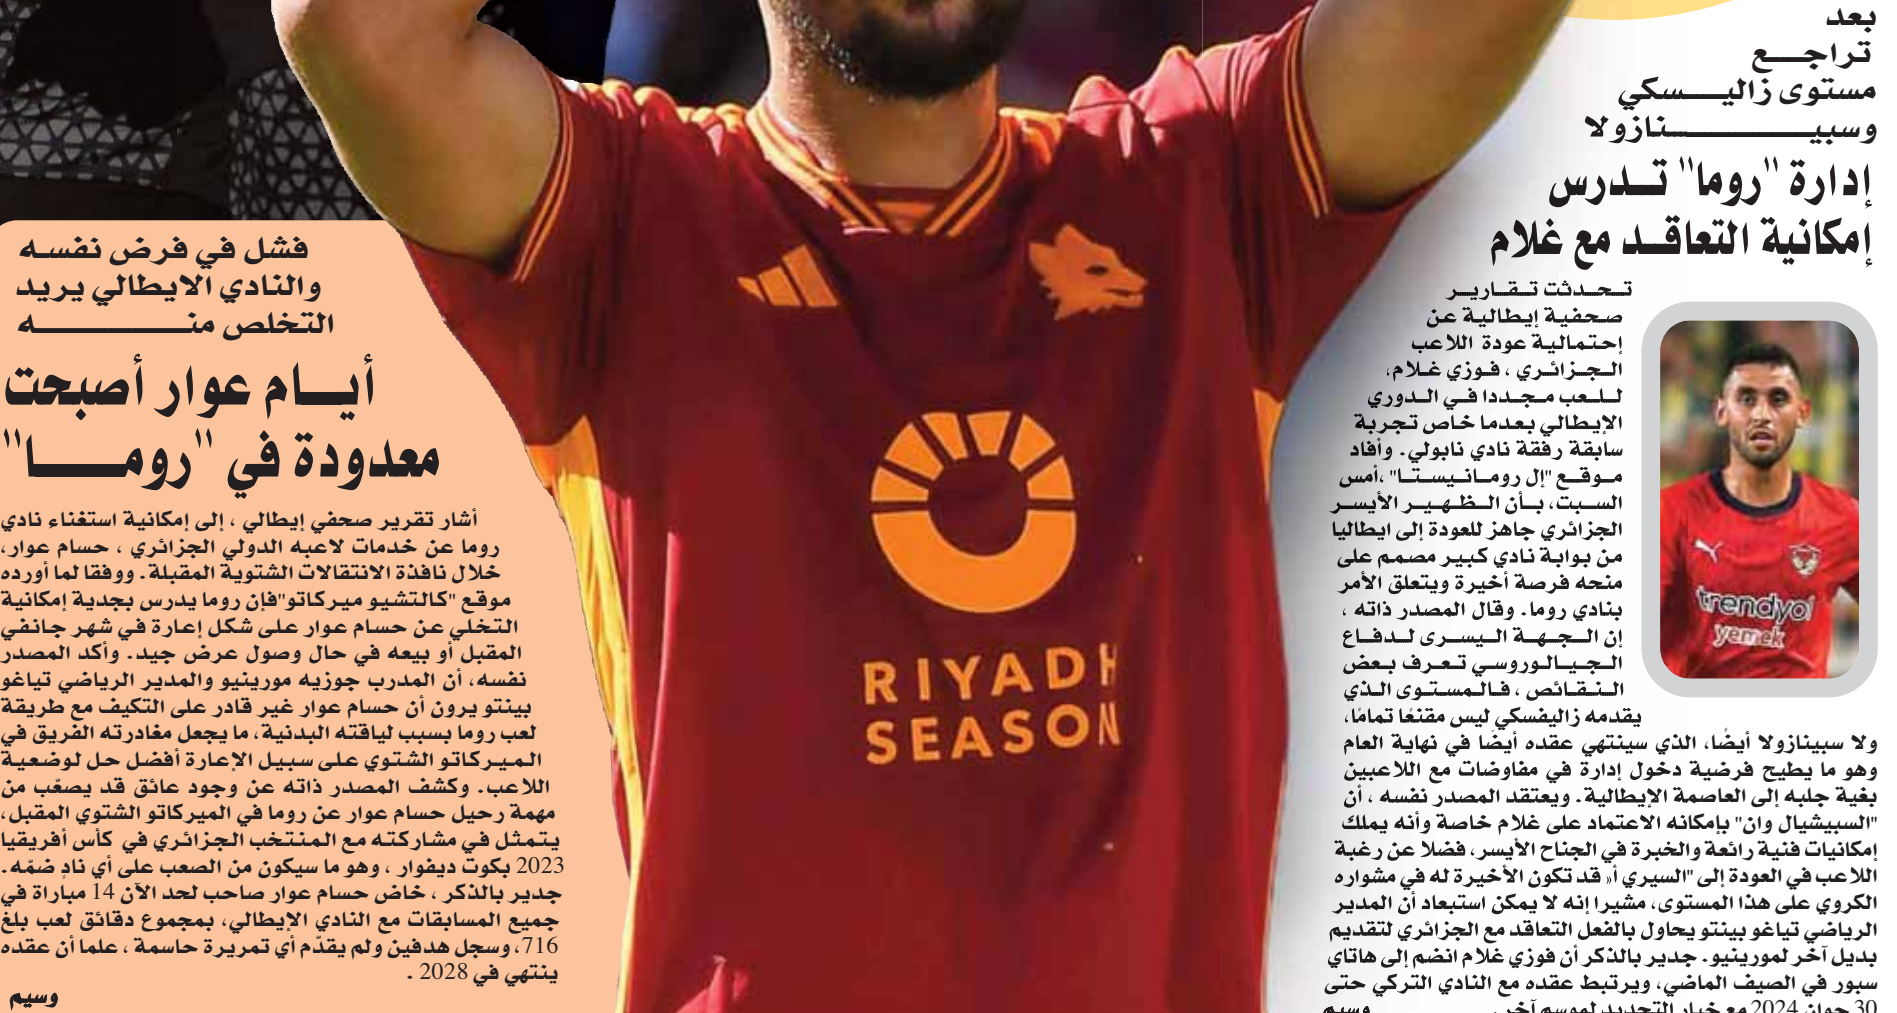 بعد
تراجع
مستوى زاليسكي
وسبينازولا
إدارة "روما" تدرس
إمكانية التعاقد مع غلام
تحدثت تقارير
صحفية إيطالية عن
إحتمالية عودة اللاعب
الجزائري ، فوزي غلام،
للعب مجددا في الدوري
الإيطالي بعدما خاص تجربة
سابقة رفقة نادي نابولي. وأفاد
موقع "إل رومانيستا" ،أمس
السبت، بأن الظهير الأيسر
الجزائري جاهز للعودة إلى ايطاليا
من بوابة نادي كبير مصمم على
منحه فرصة أخيرة ويتعلق الأمر
بنادي روما. وقال المصدر ذاته ،
إن الجهة اليسرى لدفاع
الجيالوروسي تعرف بعض
النقائص ، فالمستوى الذي
يقدمه زاليفسكي ليس مقنعًا تمامًا،
ولا سبينازولا أيضًا، الذي سينتهي عقده أيضًا في نهاية العام
وهو ما يطيح فرضية دخول إدارة في مفاوضات مع اللاعبين
بغية جلبه إلى العاصمة الإيطالية. ويعتقد المصدر نفسه ، أن
"السبيشيال وان" بإمكانه الاعتماد على غلام خاصة وأنه يملك
إمكانيات فنية رائعة والخبرة في الجناح الأيسر، فضلا عن رغبة
اللاعب في العودة إلى "السيري أ» قد تكون الأخيرة له في مشواره
الكروي على هذا المستوى، مشيرا إنه لا يمكن استبعاد أن المدير
الرياضي تياغو بينتو يحاول بالفعل التعاقد مع الجزائري لتقديم
بديل آخر لمورينيو. جدير بالذكر أن فوزي غلام انضم إلى هاتاي
سبور في الصيف الماضي، ويرتبط عقده مع النادي التركي حتى
30 جوان 2024 مع خيار التجديد لموسم آخر.
وسيم
trendyol
yemek
RIYADH
SEASON
فشل في فرض نفسه
والنادي الايطالي يريد
التخلص منه
أيام عوار أصبحت
معدودة في "روما"
أشار تقرير صحفي إيطالي ، إلى إمكانية استغناء نادي
روما عن خدمات لاعبه الدولي الجزائري ، حسام عوار،
خلال نافذة الانتقالات الشتوية المقبلة. ووفقا لما أورده
موقع "كالتشيو ميركاتو"فإن روما يدرس بجدية إمكانية
التخلي عن حسام عوار على شكل إعارة في شهر جانفي
المقبل أو بيعه في حال وصول عرض جيد. وأكد المصدر
نفسه، أن المدرب جوزيه مورينيو والمدير الرياضي تياغو
بينتو يرون أن حسام عوار غير قادر على التكيف مع طريقة
لعب روما بسبب لياقته البدنية، ما يجعل مغادرته الفريق في
الميركاتو الشتوي على سبيل الإعارة أفضل حل لوضعية
اللاعب. وكشف المصدر ذاته عن وجود عائق قد يصعّب من
مهمة رحيل حسام عوار عن روما في الميركاتو الشتوي المقبل،
يتمثل في مشاركته مع المنتخب الجزائري في كأس أفريقيا
2023 بكوت ديفوار ، وهو ما سيكون من الصعب على أي نادٍ ضمّه.
جدير بالذكر ، خاض حسام عوار صاحب لحد الآن 14 مباراة في
جميع المسابقات مع النادي الإيطالي، بمجموع دقائق لعب بلغ
716، وسجل هدفين ولم يقدّم أي تمريرة حاسمة ، علما أن عقده
ينتهي في 2028 .
وسيم